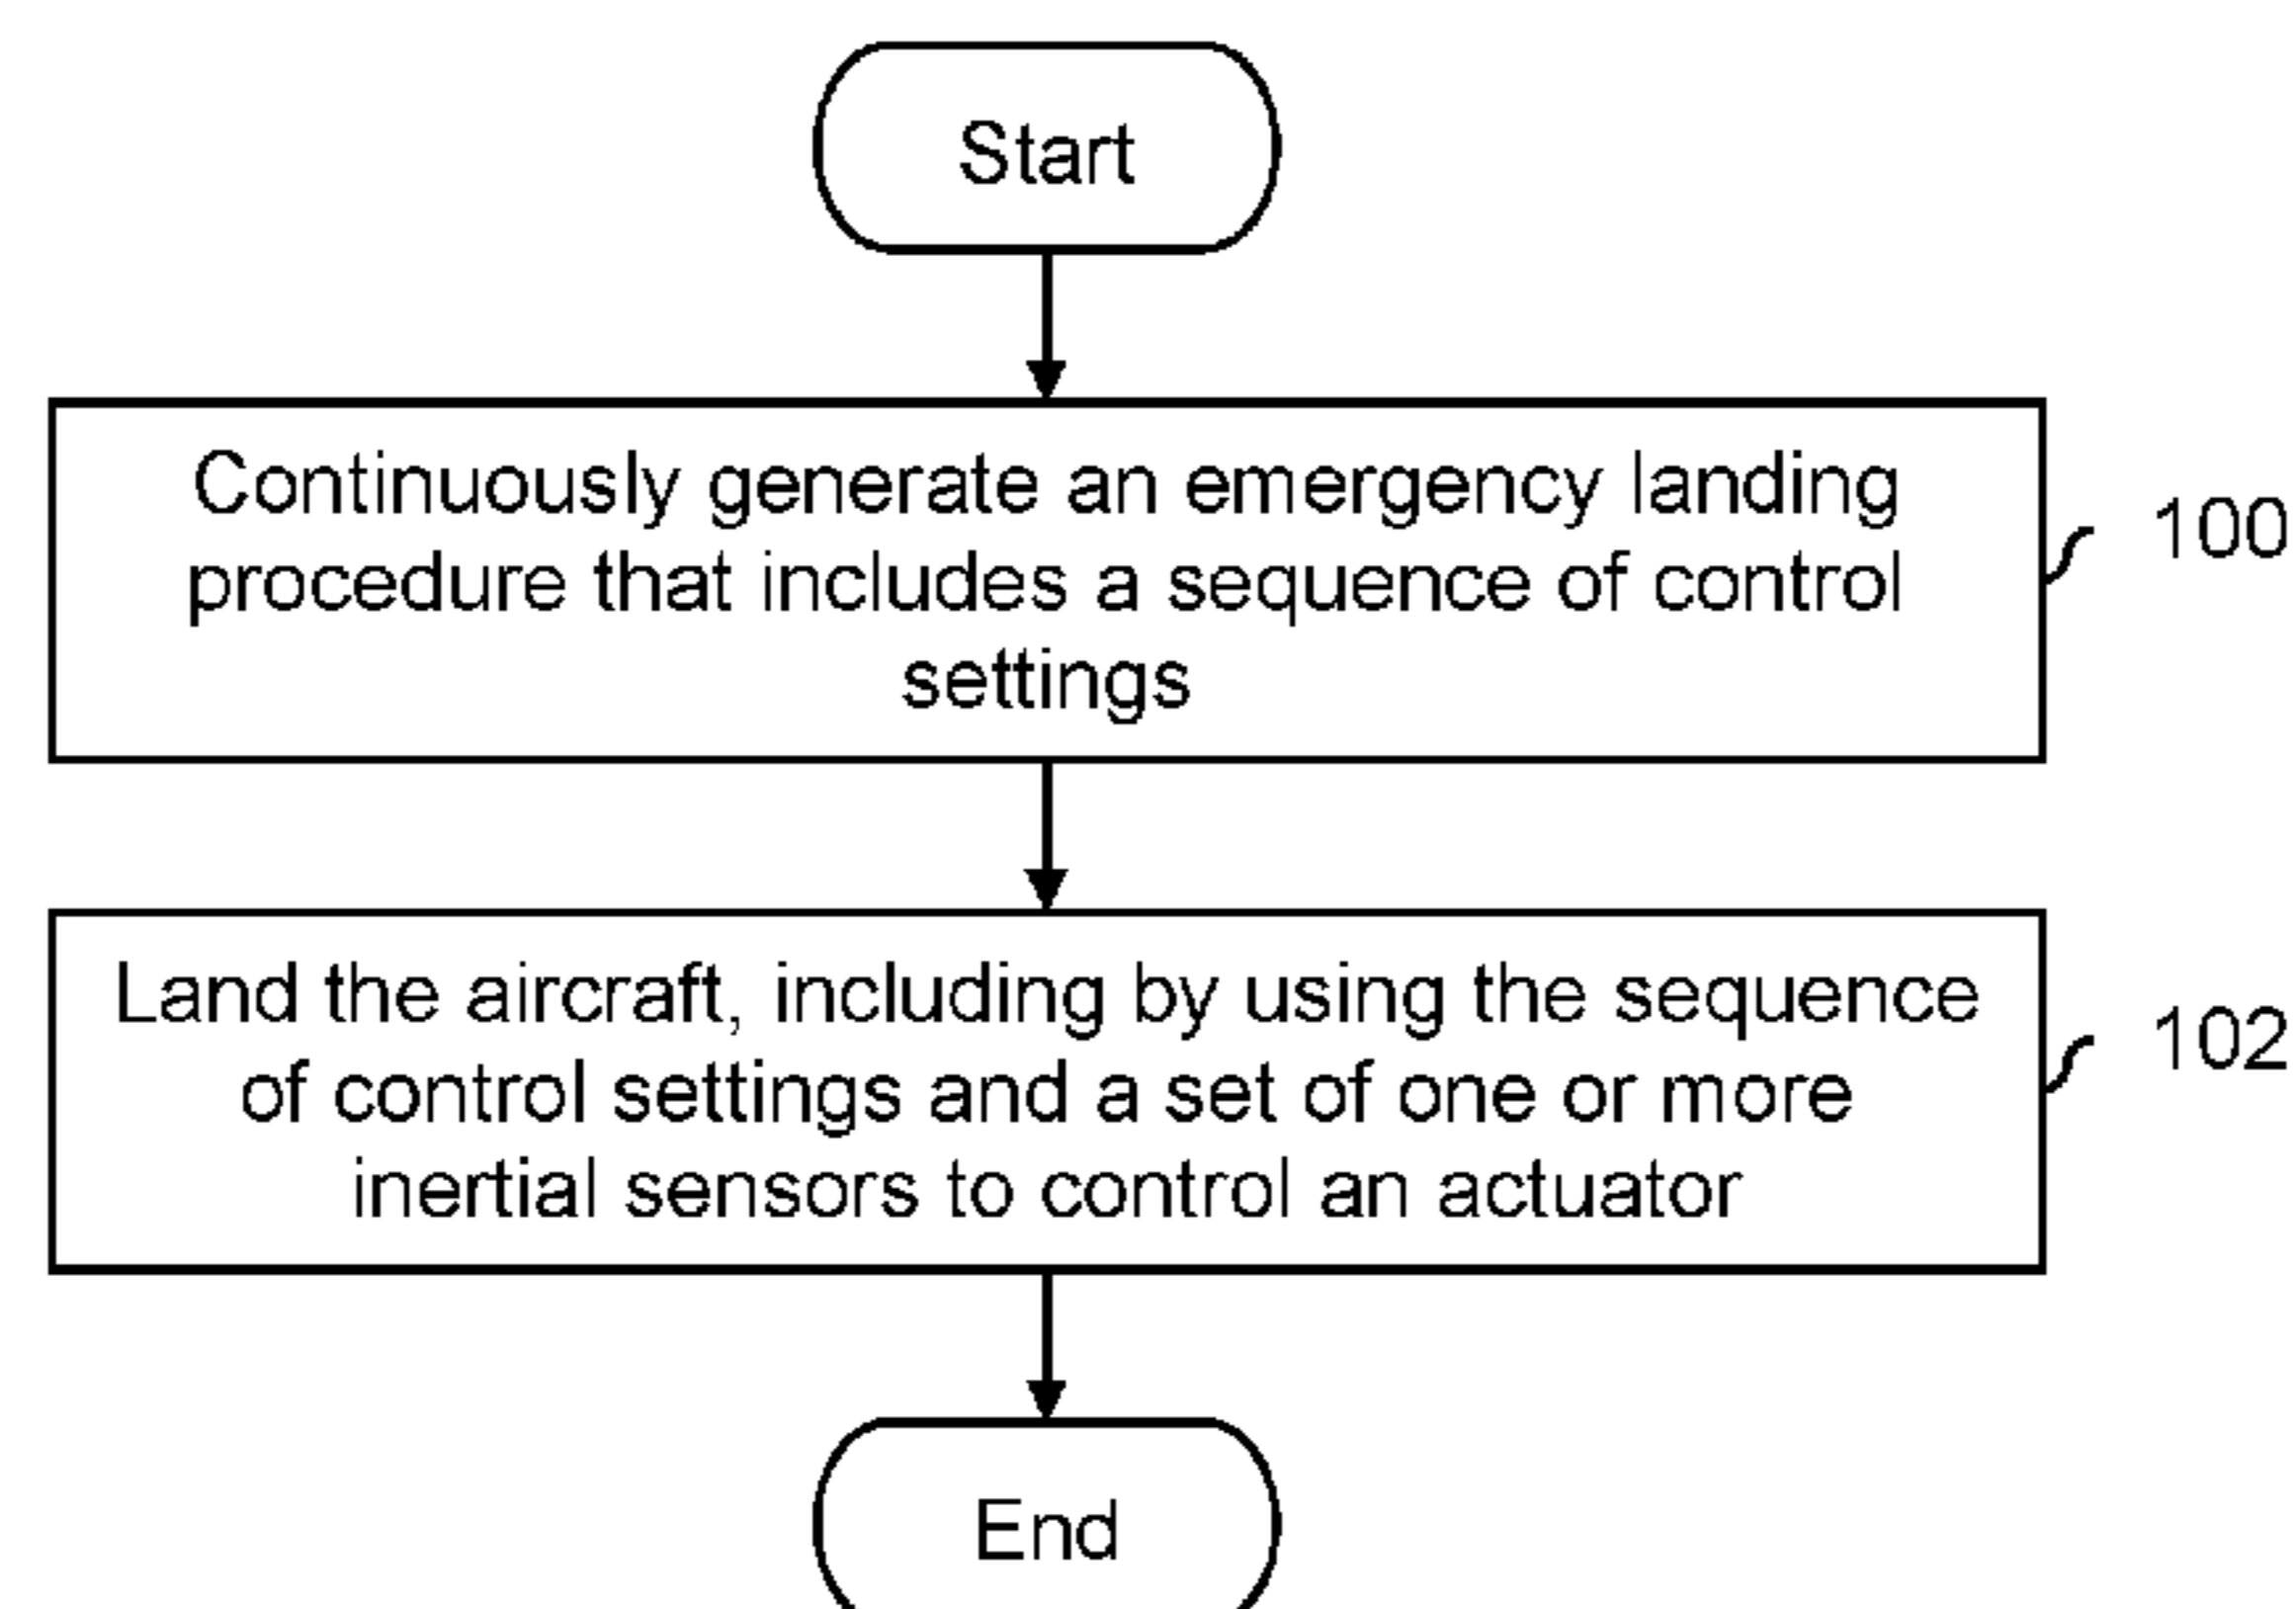 Start
Continuously generate an emergency landing
procedure that includes a sequence of control
settings
100
Land the aircraft, including by using the sequence
of control settings and a set of one or more
inertial sensors to control an actuator
102
End